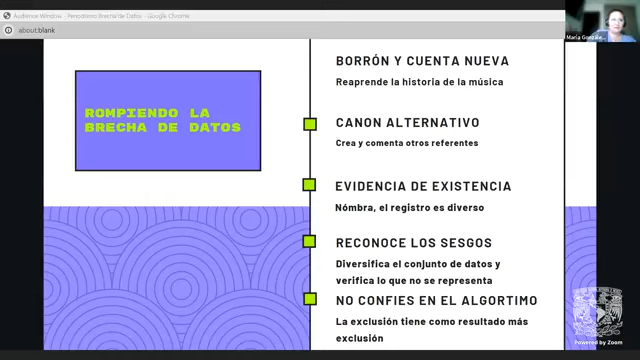 Audience Window - Periodismo Brecha de Datos - Google Chrome
about:blank
María Gonzále...
ROMPIENDO LA
BRECHA DE DATOS
BORRÓN Y CUENTA NUEVA
Reaprende la historia de la música
CANON ALTERNATIVO
Crea y comenta otros referentes
EVIDENCIA DE EXISTENCIA
Nómbra, el registro es diverso
RECONOCE LOS SESGOS
Diversifica el conjunto de datos y
verifica lo que no se representa
NO CONFIES EN EL ALGORTIMO
La exclusión tiene como resultado más
exclusión
Powered by Zoom